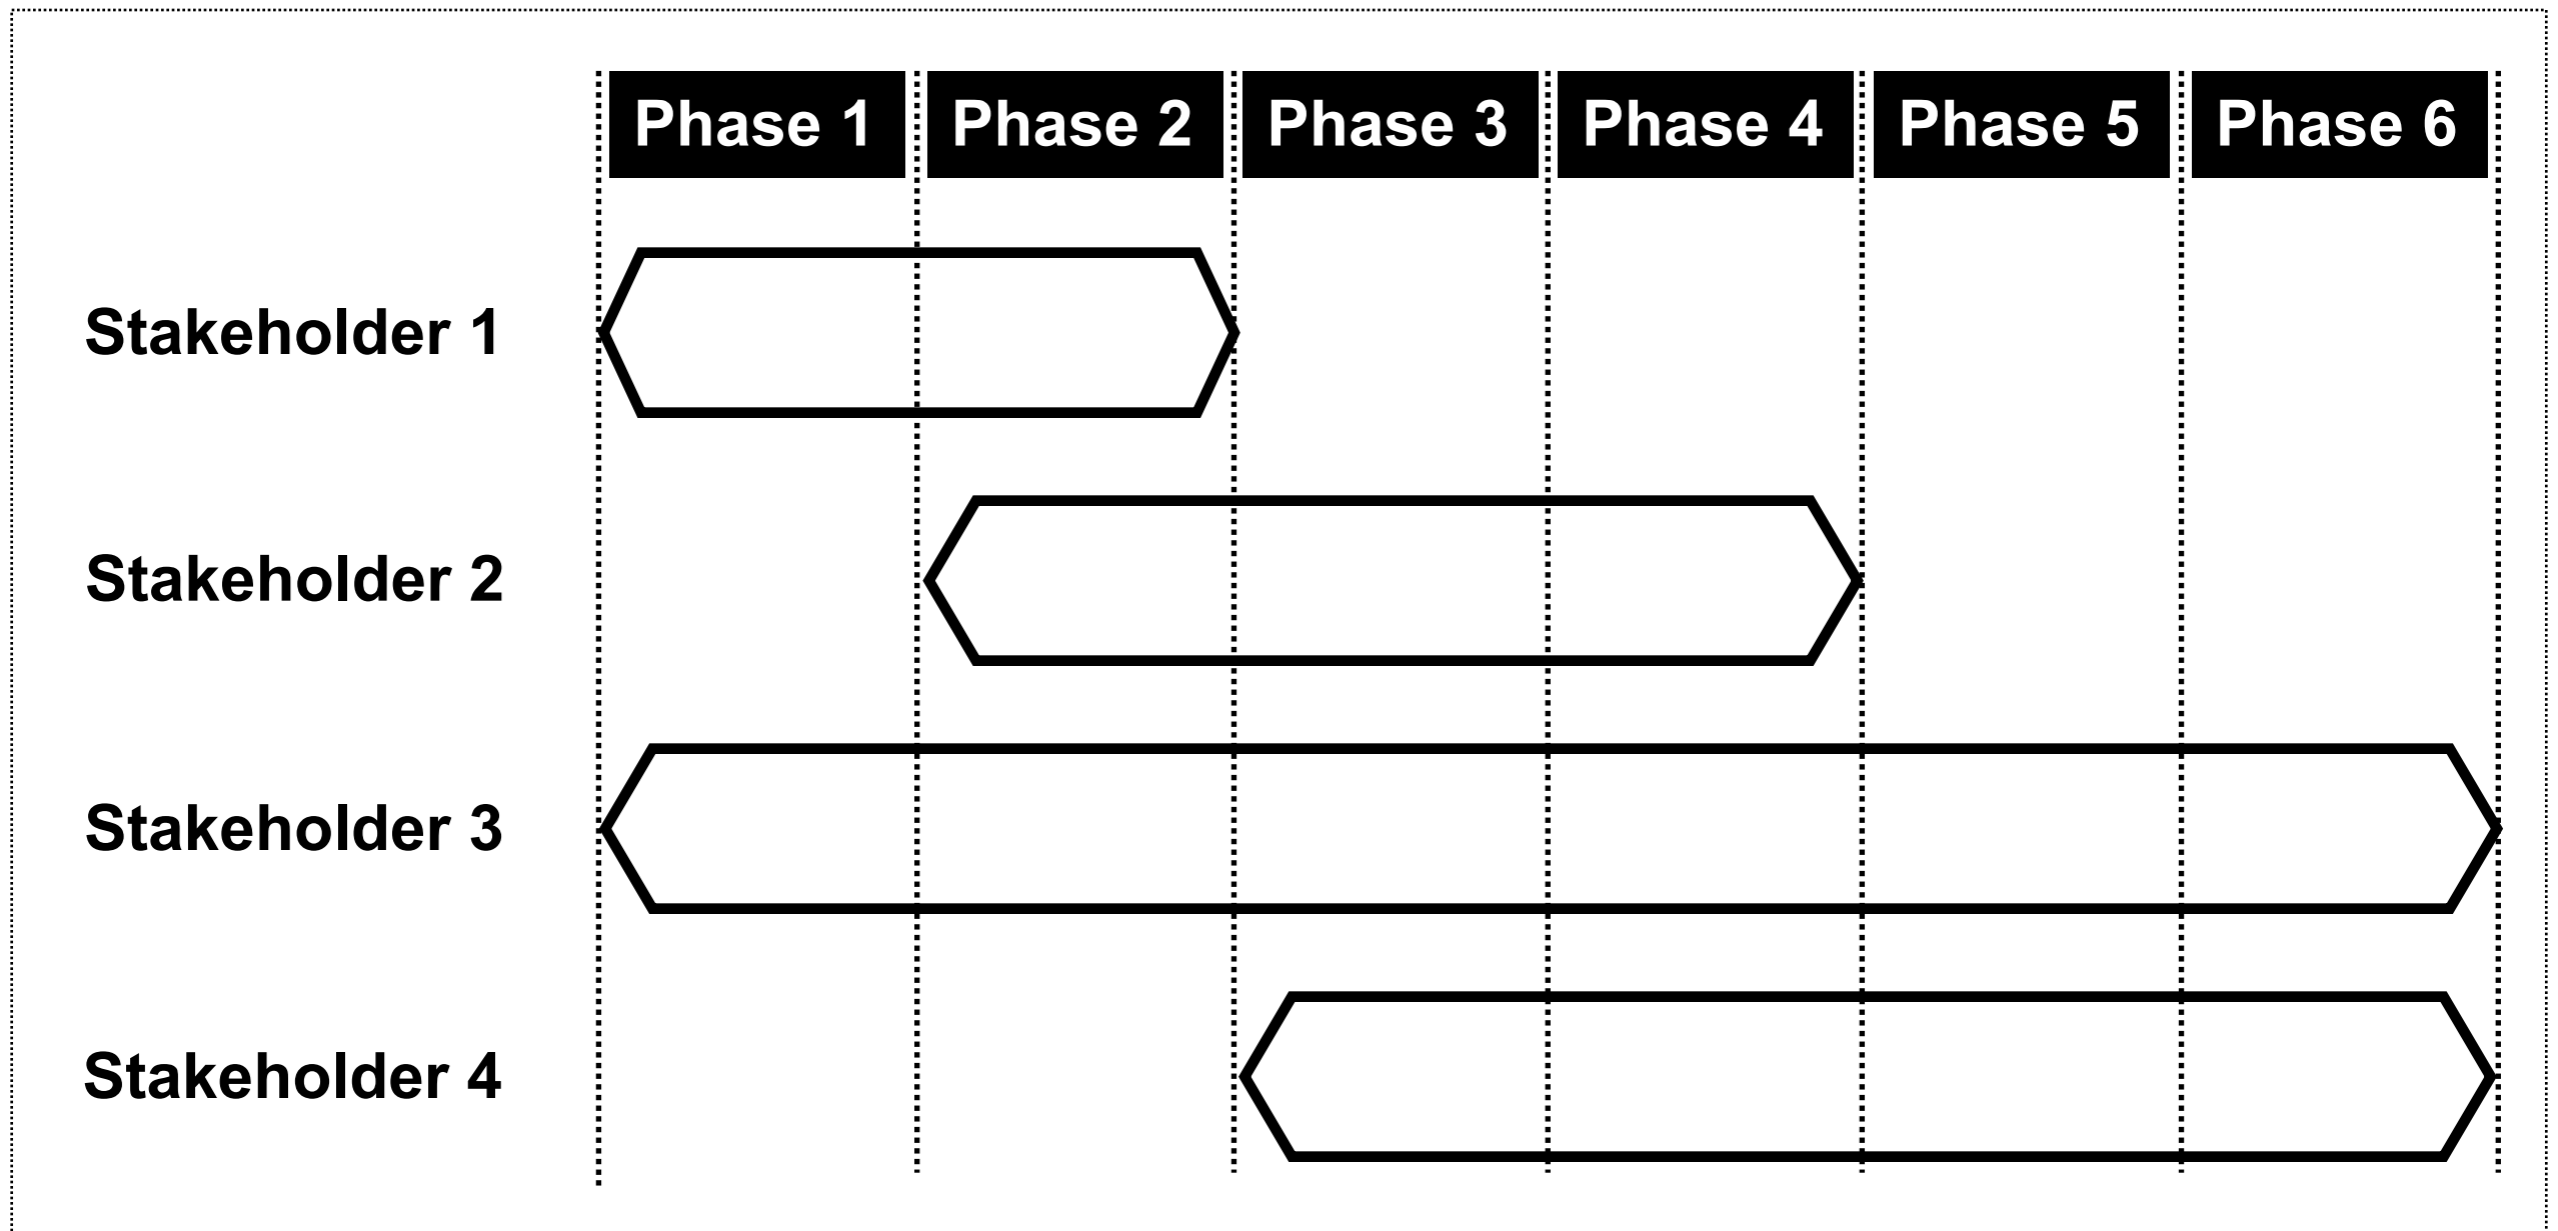 Phase 1 Phase 2 Phase 3 Phase 4 Phase 5 Phase 6
Stakeholder 1
Stakeholder 2
Stakeholder 3
Stakeholder 4